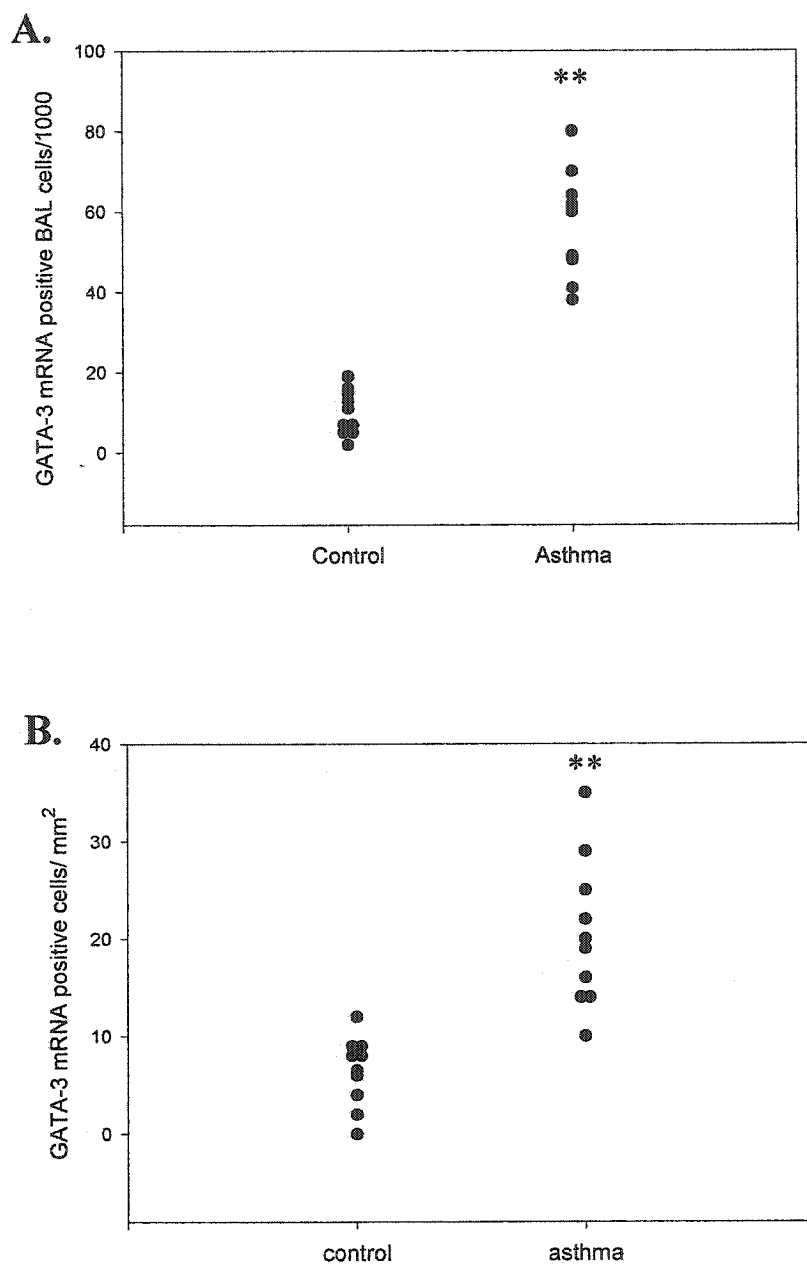 A.
GATA-3 mRNA positive BAL cells/1000
100
80
60
40
20
0
**
Control
Asthma
B.
GATA-3 mRNA positive cells/ mm²
40
30
20
10
0
**
control
asthma